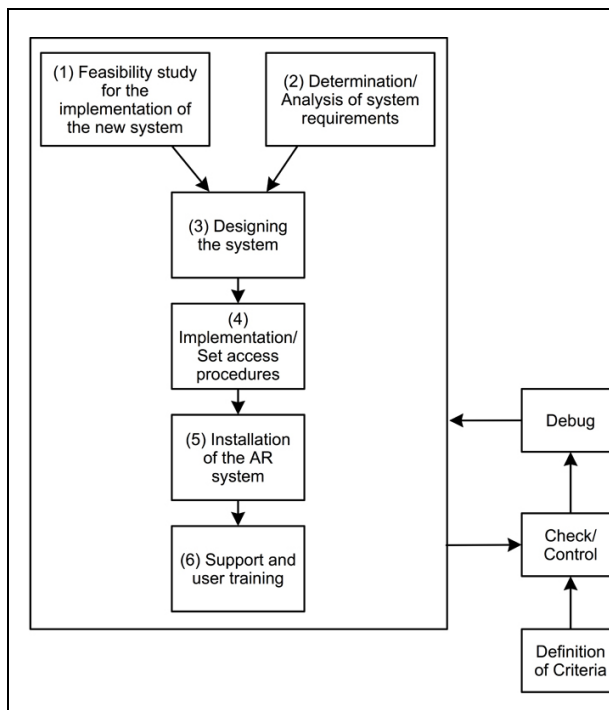 (1) Feasibility study
for the
implementation of
the new system
(2) Determination/
Analysis of system
requirements
(3) Designing
the system
(4)
Implementation/
Set access
procedures
(5) Installation
of the AR
system
(6) Support and
user training
Debug
Check/
Control
Definition
of Criteria